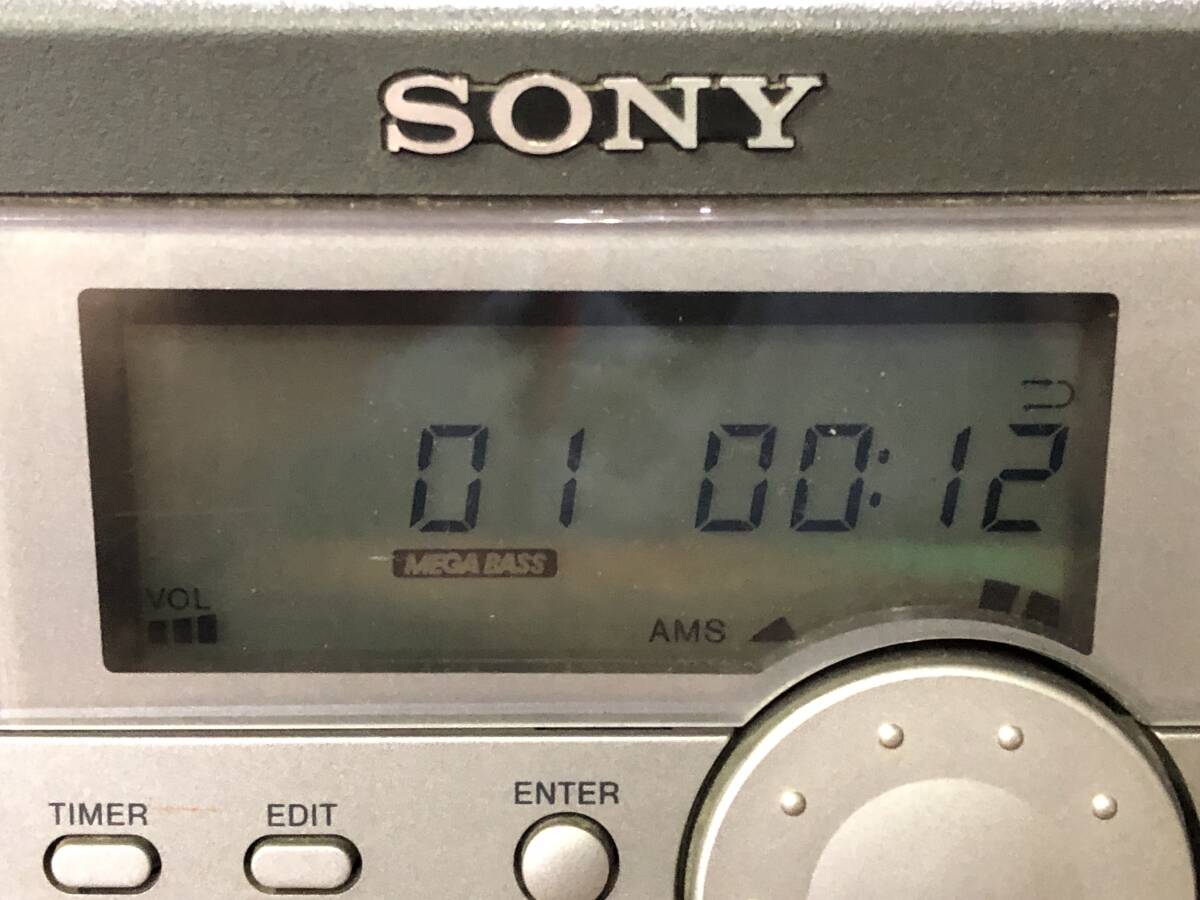 SONY
01 00:12
MEGA BASS
VOL
AMS
ENTER
TIMER EDIT